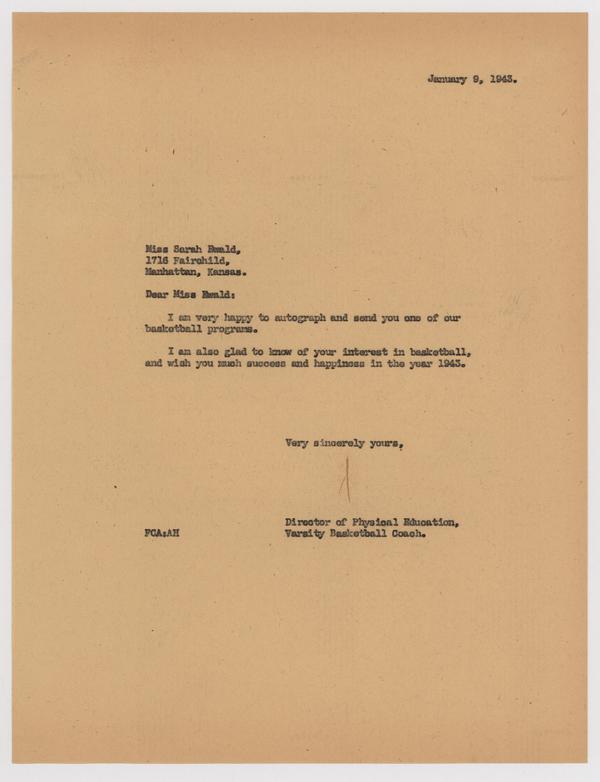 January 9, 1943.
Miss Sarah Ewald,
1716 Fairchild,
Manhattan, Kansas.
Dear Miss Ewald:
I am very happy to autograph and send you one of our
basketball programs.
I am also glad to know of your interest in basketball,
and wish you much success and happiness in the year 1943.
Very sincerely yours,
Director of Physical Education,
FCA:AH Varsity Basketball Coach.